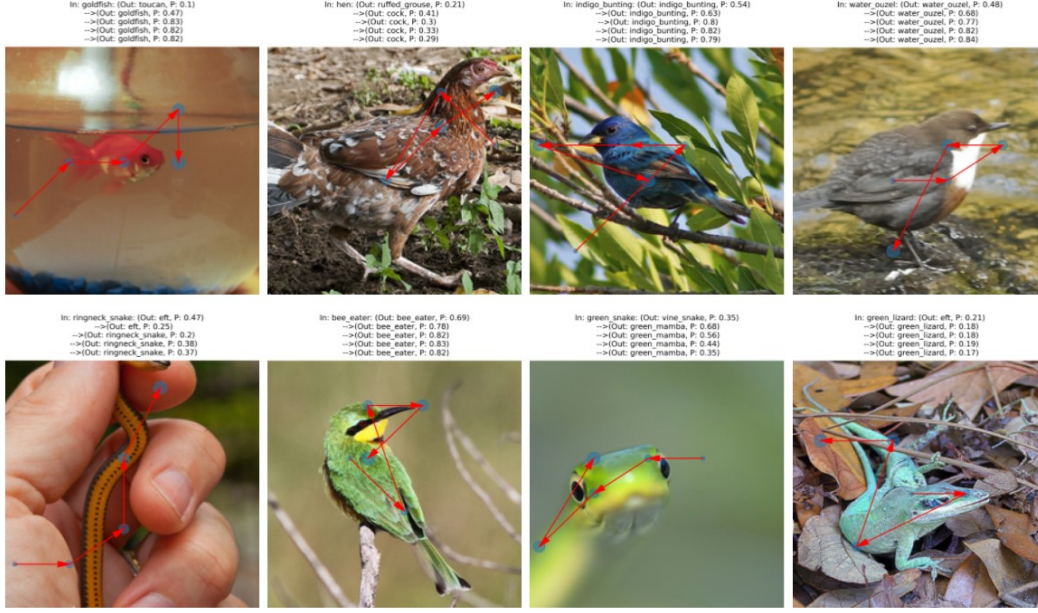 In: goldfish: (Out: toucan, P: 0.1)
-->(Out: goldfish, P: 0.47)
-->(Out: goldfish, P: 0.83)
-->(Out: goldfish, P: 0.82)
-->(Out: goldfish, P: 0.82)
In: hen: (Out: ruffed_grouse, P: 0.21)
-->(Out: cock, P: 0.41)
-->(Out: cock, P: 0.3)
-->(Out: cock, P: 0.33)
-->(Out: cock, P: 0.29)
In: indigo_bunting: (Out: indigo_bunting, P: 0.54)
-->(Out: indigo_bunting, P: 0.63)
-->(Out: indigo_bunting, P: 0.8)
-->(Out: indigo_bunting, P: 0.82)
-->(Out: indigo_bunting, P: 0.79)
In: water_ouzel: (Out: water_ouzel, P: 0.48)
-->(Out: water_ouzel, P: 0.68)
-->(Out: water_ouzel, P: 0.77)
-->(Out: water_ouzel, P: 0.82)
-->(Out: water_ouzel, P: 0.84)
In: ringneck_snake: (Out: eft, P: 0.47)
-->(Out: eft, P: 0.25)
-->(Out: ringneck_snake, P: 0.2)
-->(Out: ringneck_snake, P: 0.38)
-->(Out: ringneck_snake, P: 0.37)
In: bee_eater: (Out: bee_eater, P: 0.69)
-->(Out: bee_eater, P: 0.78)
-->(Out: bee_eater, P: 0.82)
-->(Out: bee_eater, P: 0.83)
-->(Out: bee_eater, P: 0.82)
In: green_snake: (Out: vine_snake, P: 0.35)
-->(Out: green_mamba, P: 0.68)
-->(Out: green_mamba, P: 0.56)
-->(Out: green_mamba, P: 0.44)
-->(Out: green_mamba, P: 0.35)
In: green_lizard: (Out: eft, P: 0.21)
-->(Out: green_lizard, P: 0.18)
-->(Out: green_lizard, P: 0.18)
-->(Out: green_lizard, P: 0.19)
-->(Out: green_lizard, P: 0.17)